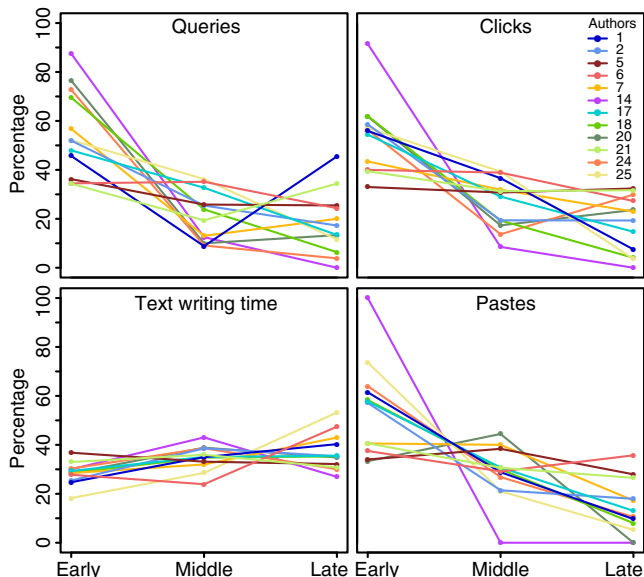 Queries
Clicks
Authors
1
2
5
6
7
14
17
18
20
21
24
25
Percentage
100
80
60
40
20
0
Text writing time
Pastes
Percentage
100
80
60
40
20
0
Early Middle Late
Early Middle Late